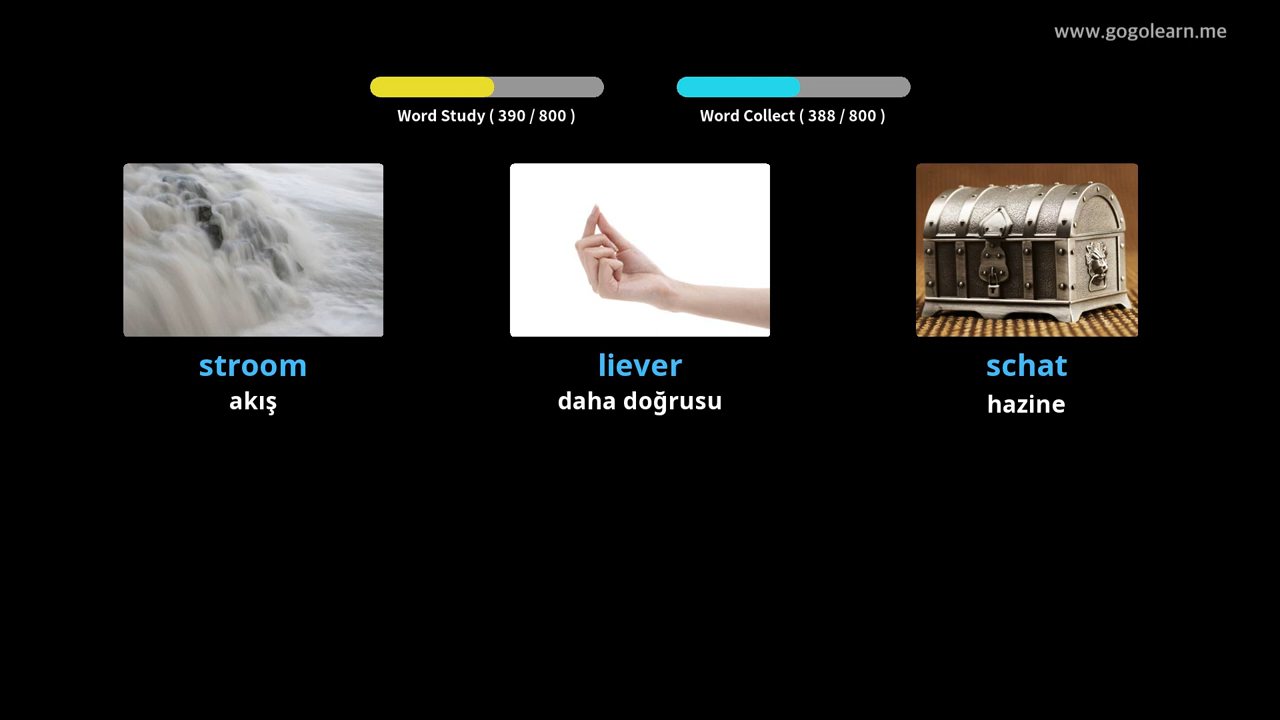 www.gogolearn.me
Word Study ( 390 / 800 )
Word Collect ( 388 / 800 )
stroom
akış
liever
daha doğrusu
schat
hazine